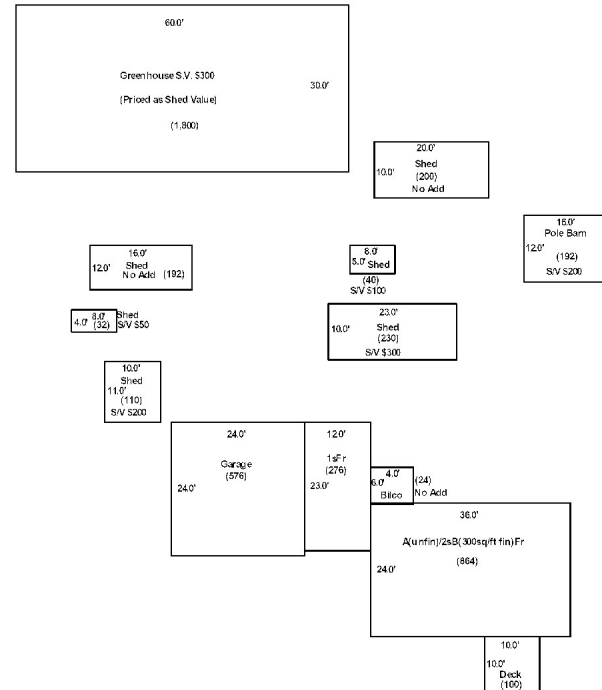 60.0'
Greenhouse S.V. $300
30.0'
(Priced as Shed Value)
(1,800)
20.0'
Shed
10.0'
(200)
No Add
16.0'
Pole Barn
12.0'
(192)
S/V $200
16.0'
Shed
12.0'
No Add (192)
8.0'
5.0' Shed
(40)
S/V $100
8.0' Shed
4.0' (32) S/V $50
23.0'
Shed
10.0'
(230)
S/V $300
10.0'
Shed
11.0'
(110)
S/V $200
24.0'
Garage
(576)
24.0'
12.0'
1sFr
(276)
23.0'
4.0'
6.0'
(24)
Bilco
No Add
36.0'
A(unfin)/2sB(300sq/ft fin)Fr
(864)
24.0'
10.0'
10.0'
Deck
(100)